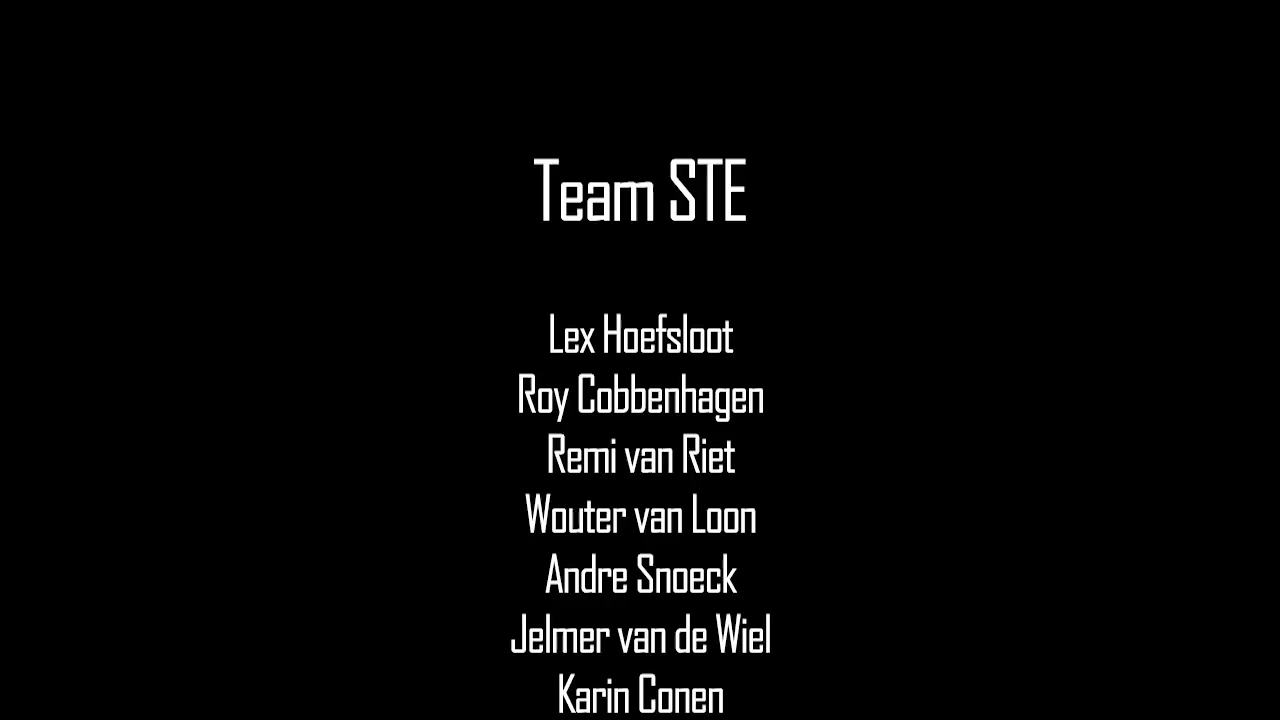 Team STE
Lex Hoefsloot
Roy Cobbenhagen
Remi van Riet
Wouter van Loon
Andre Snoeck
Jelmer van de Wiel
Karin Conen